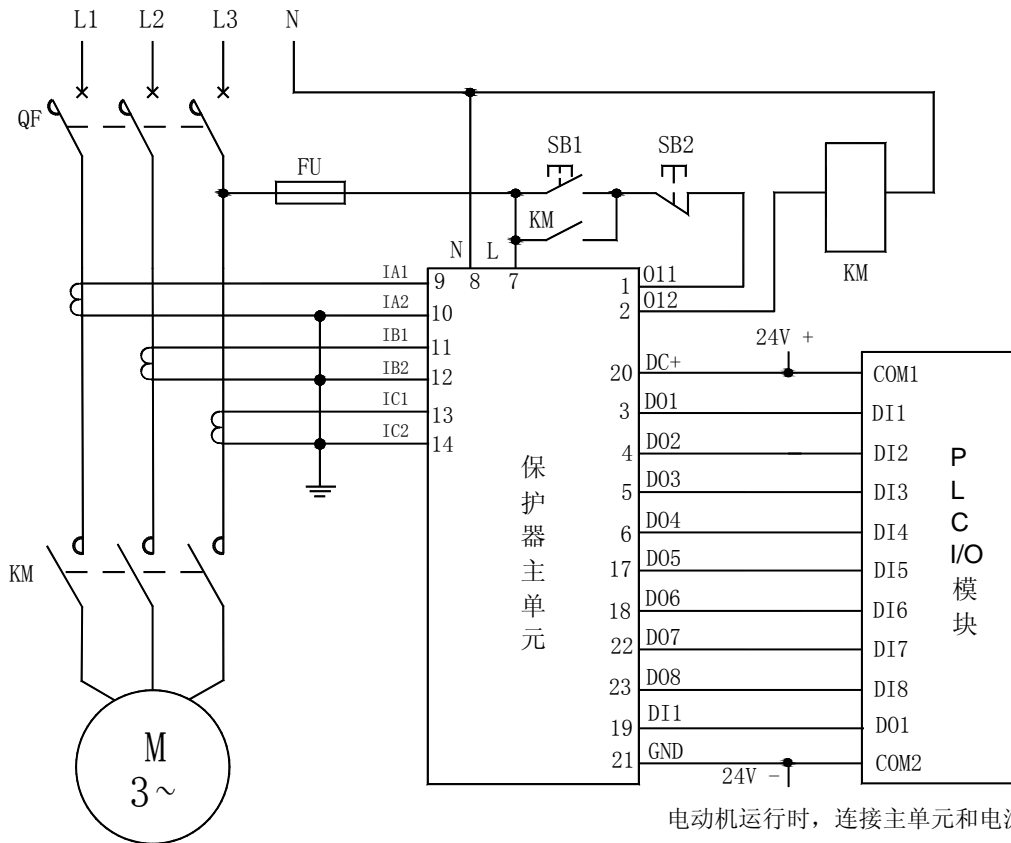 L1 L2 L3 N
QF
FU
SB1
SB2
KM
KM
N L
8 7
IA1
9
IA2
10
IB1
11
IB2
12
IC1
13
IC2
14
1 O11
2 O12
24V +
20 DC+ COM1
3 DO1 DI1
4 DO2 DI2
5 DO3 DI3
6 DO4 DI4
17 DO5 DI5
18 DO6 DI6
22 DO7 DI7
23 DO8 DI8
19 DI1 DO1
21 GND COM2
24V -
保护器主单元
PLC I/O模块
KM
M
3~
电动机运行时，连接主单元和电